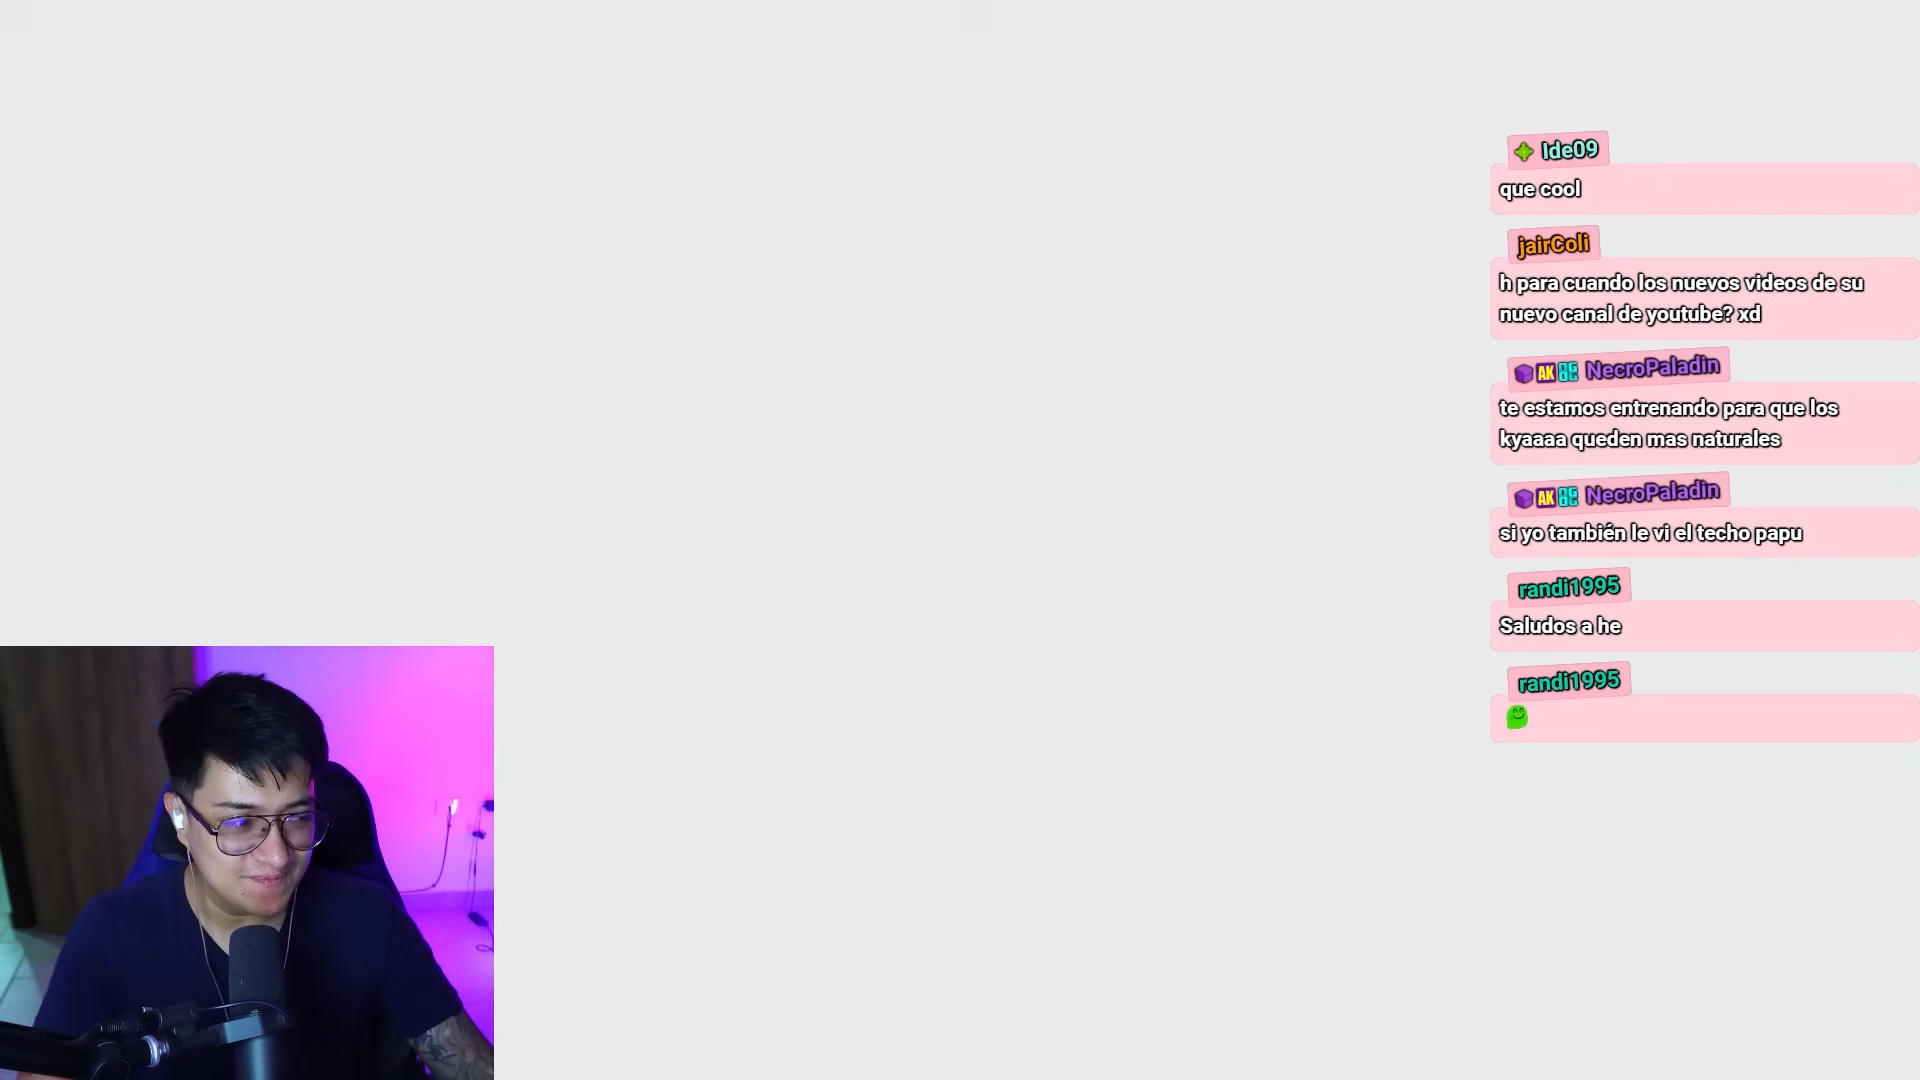 Ide09
que cool
jairColi
h para cuando los nuevos videos de su
nuevo canal de youtube? xd
AK NecroPaladin
te estamos entrenando para que los
kyaaaa queden mas naturales
AK NecroPaladin
si yo también le vi el techo papu
randi1995
Saludos a he
randi1995